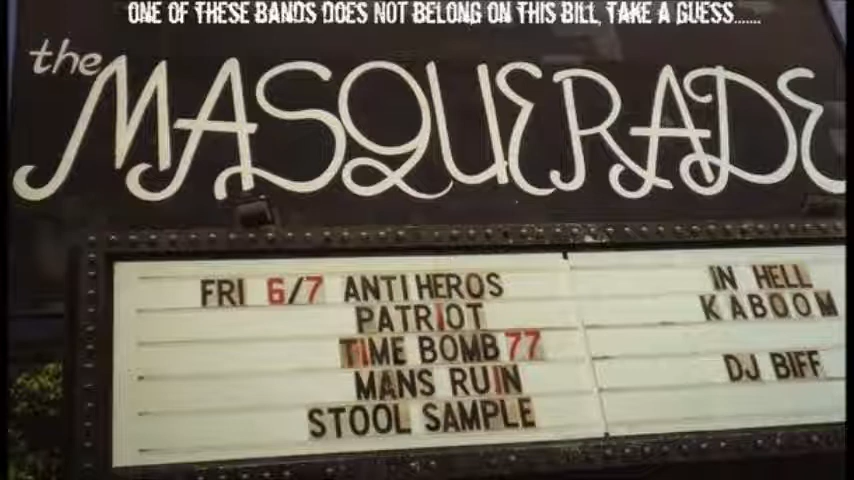 ONE OF THESE BANDS DOES NOT BELONG ON THIS BILL, TAKE A GUESS.......
the
MASQUERADE
FRI 6/7 ANTI HEROS
PATRIOT
TIME BOMB 77
MANS RUIN
STOOL SAMPLE
IN HELL
KABOOM
DJ BIFF